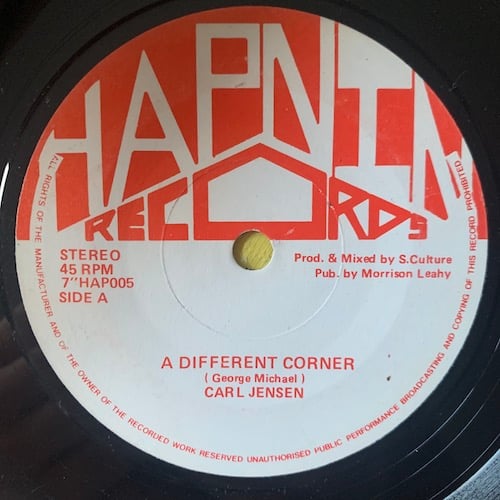 HAPNIN
RECORDS
STEREO
45 RPM
7"HAP005
SIDE A
Prod. & Mixed by S.Culture
Pub. by Morrison Leahy
A DIFFERENT CORNER
( George Michael )
CARL JENSEN
ALL RIGHTS OF THE MANUFACTURER AND OF THE OWNER OF THE RECORUED WORK RESERVED UNAUTHORISED PUBLIC PERFORMANCE BROADCASTING AND COPYING OF THIS RECORD PROHIBITED